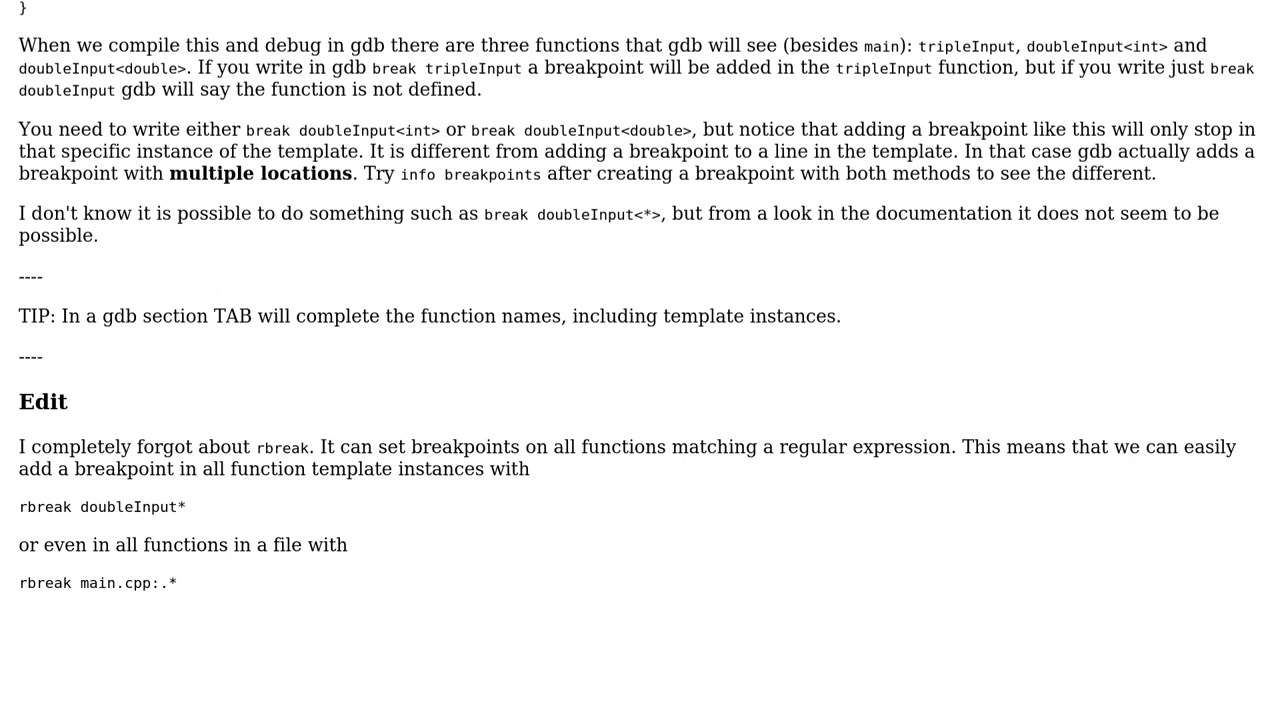 }
When we compile this and debug in gdb there are three functions that gdb will see (besides main): tripleInput, doubleInput<int> and
doubleInput<double>. If you write in gdb break tripleInput a breakpoint will be added in the tripleInput function, but if you write just break
doubleInput gdb will say the function is not defined.
You need to write either break doubleInput<int> or break doubleInput<double>, but notice that adding a breakpoint like this will only stop in
that specific instance of the template. It is different from adding a breakpoint to a line in the template. In that case gdb actually adds a
breakpoint with multiple locations. Try info breakpoints after creating a breakpoint with both methods to see the different.
I don't know it is possible to do something such as break doubleInput<*>, but from a look in the documentation it does not seem to be
possible.
----
TIP: In a gdb section TAB will complete the function names, including template instances.
----
Edit
I completely forgot about rbreak. It can set breakpoints on all functions matching a regular expression. This means that we can easily
add a breakpoint in all function template instances with
rbreak doubleInput*
or even in all functions in a file with
rbreak main.cpp:.*